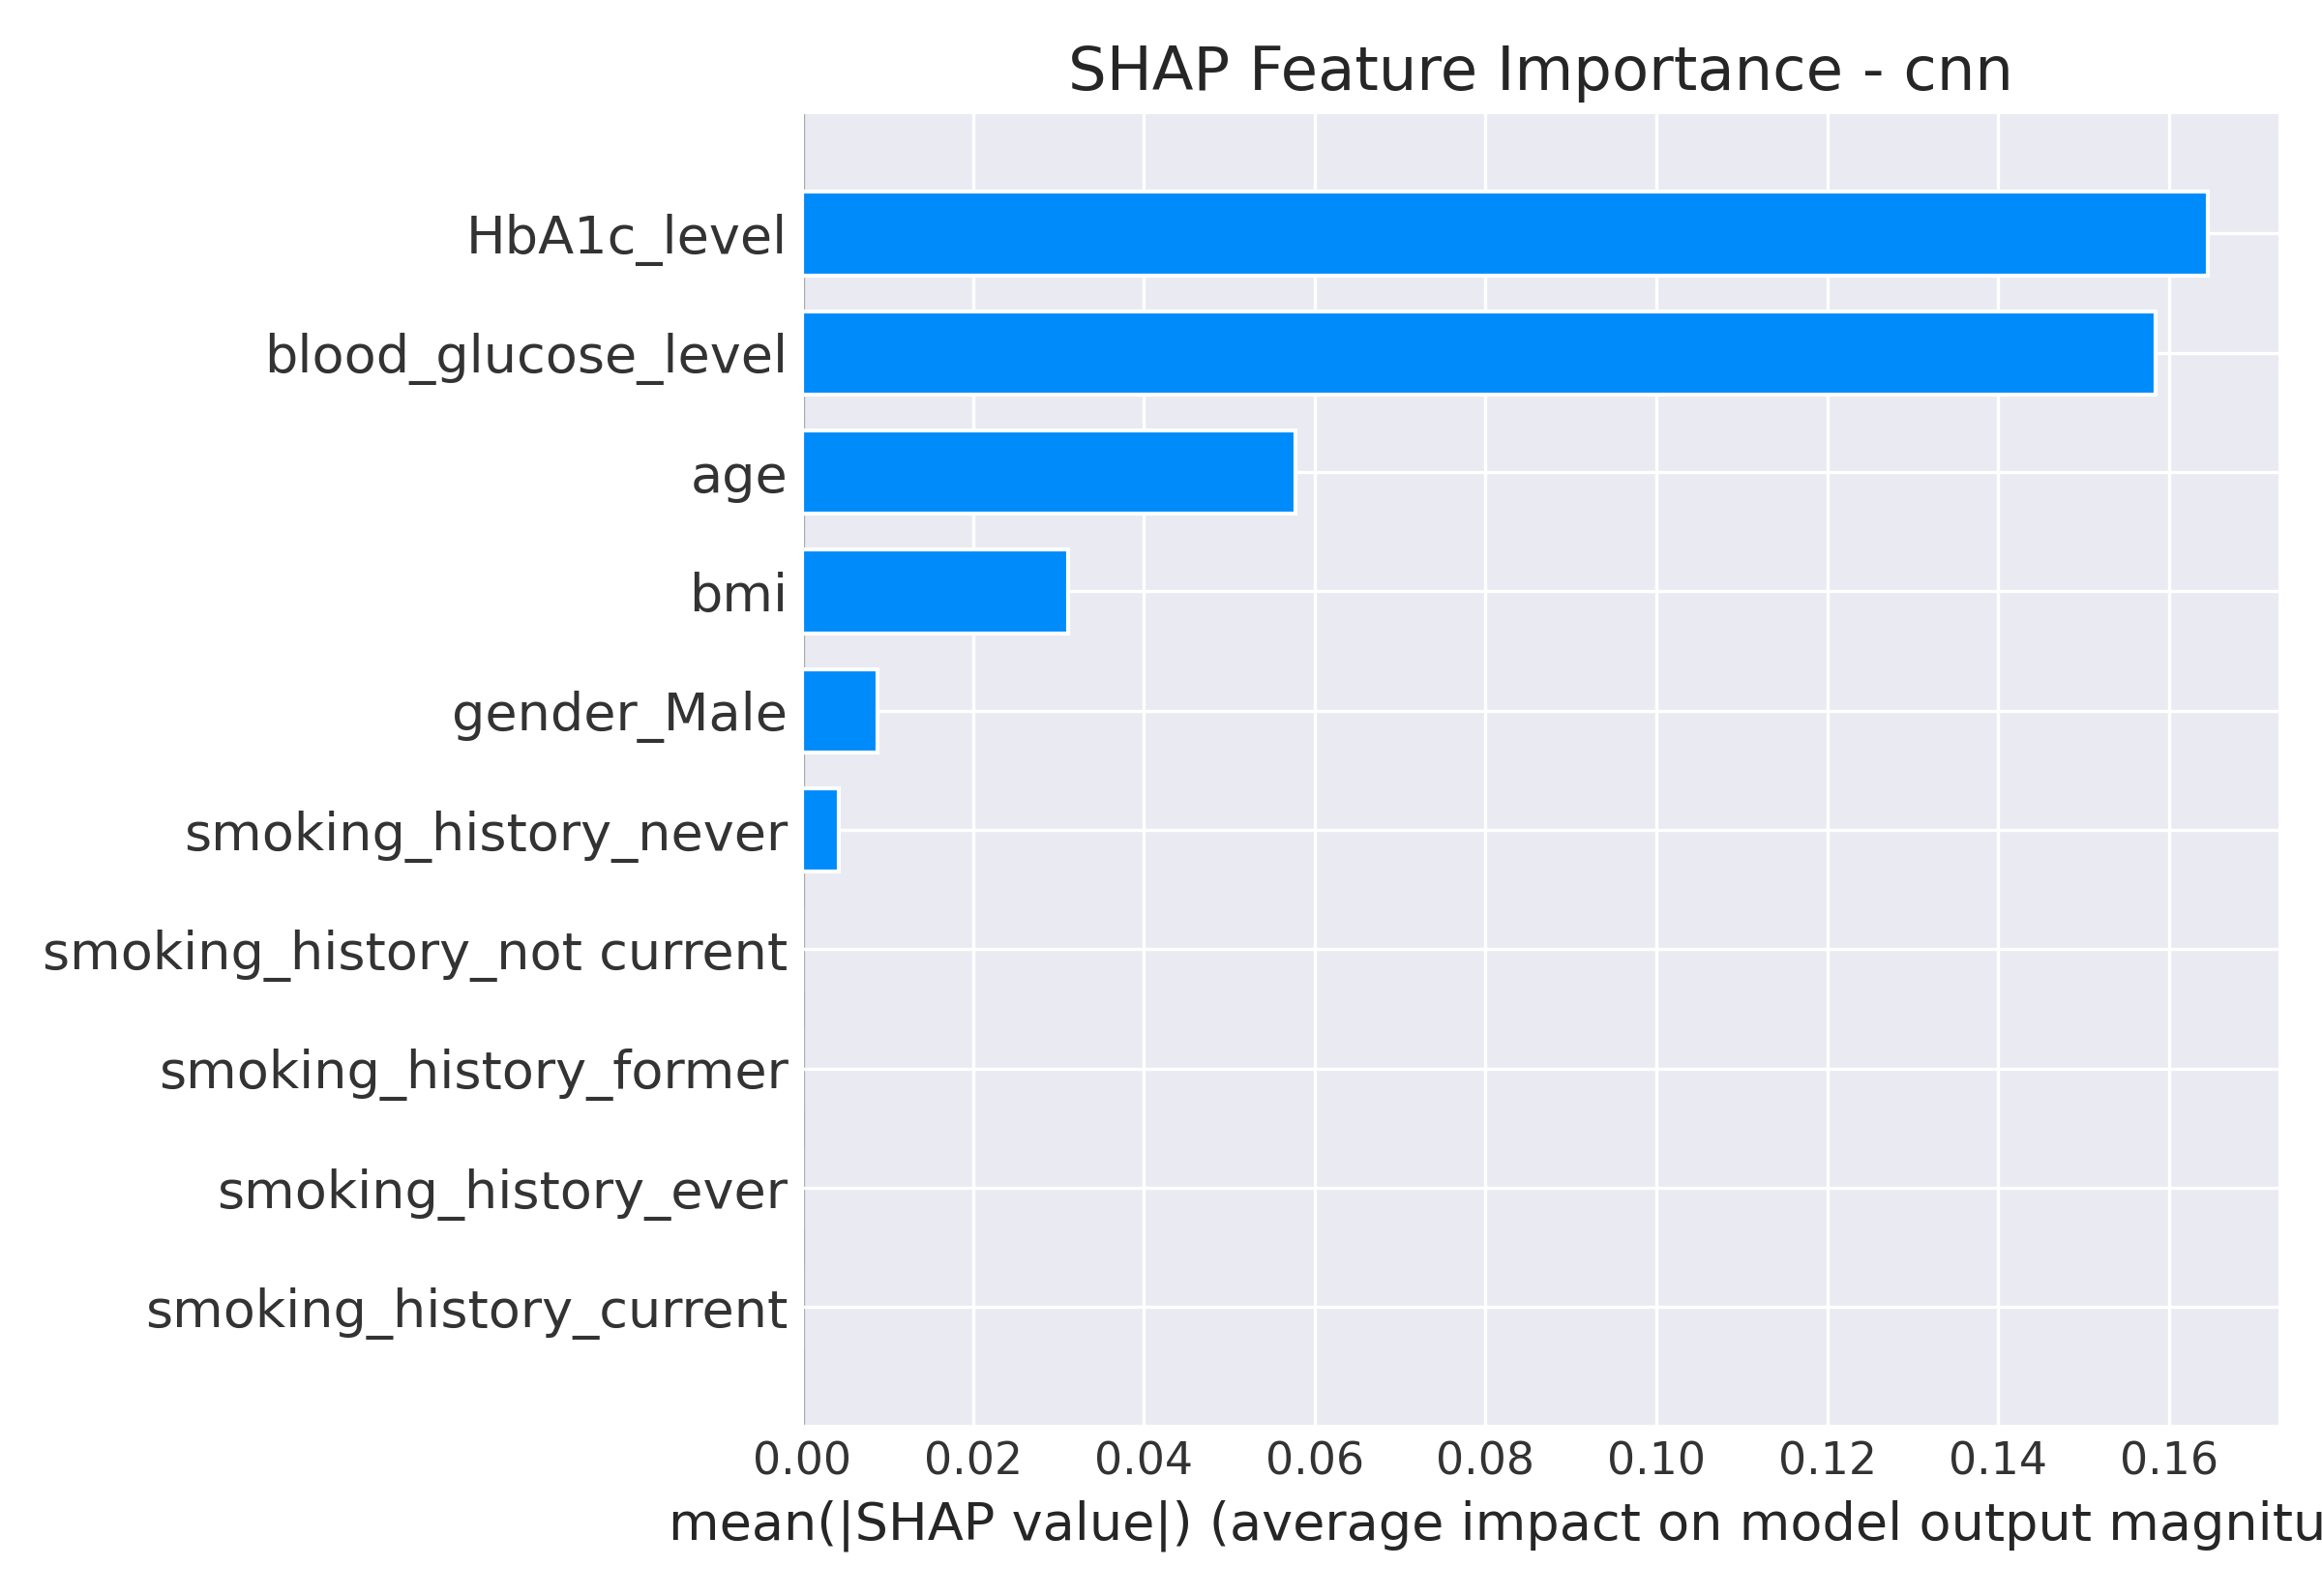 SHAP Feature Importance - cnn
HbA1c_level
blood_glucose_level
age
bmi
gender_Male
smoking_history_never
smoking_history_not current
smoking_history_former
smoking_history_ever
smoking_history_current
0.00 0.02 0.04 0.06 0.08 0.10 0.12 0.14 0.16
mean(|SHAP value|) (average impact on model output magnitu